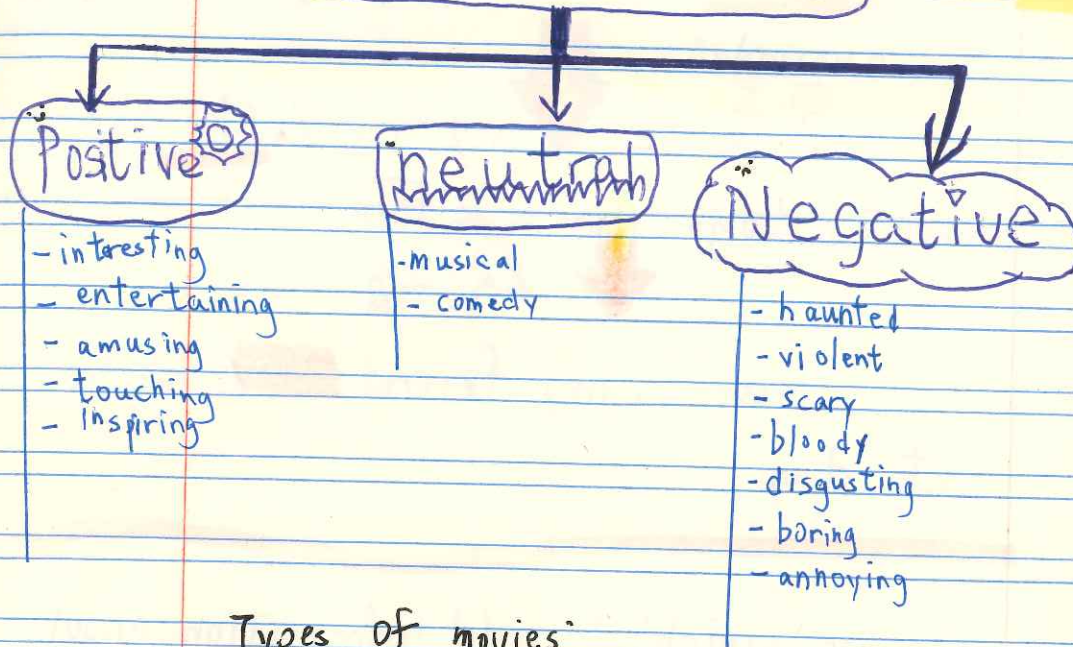 Positive
- interesting
- entertaining
- amusing
- touching
- inspiring
neutral
- musical
- comedy
Negative
- haunted
- violent
- scary
- bloody
- disgusting
- boring
- annoying
Types of movies: